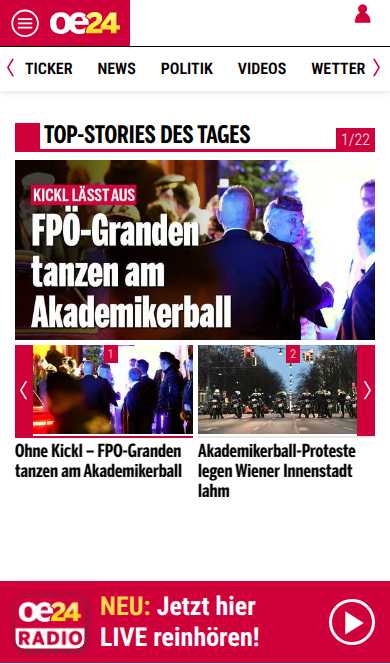 oe24
TICKER NEWS POLITIK VIDEOS WETTER
TOP-STORIES DES TAGES
1/22
KICKL LÄSST AUS
FPÖ-Granden
tanzen am
Akademikerball
1
2
Ohne Kickl – FPÖ-Granden
tanzen am Akademikerball
Akademikerball-Proteste
legen Wiener Innenstadt
lahm
oe24
RADIO
NEU: Jetzt hier
LIVE reinhören!